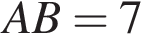 AB = 7